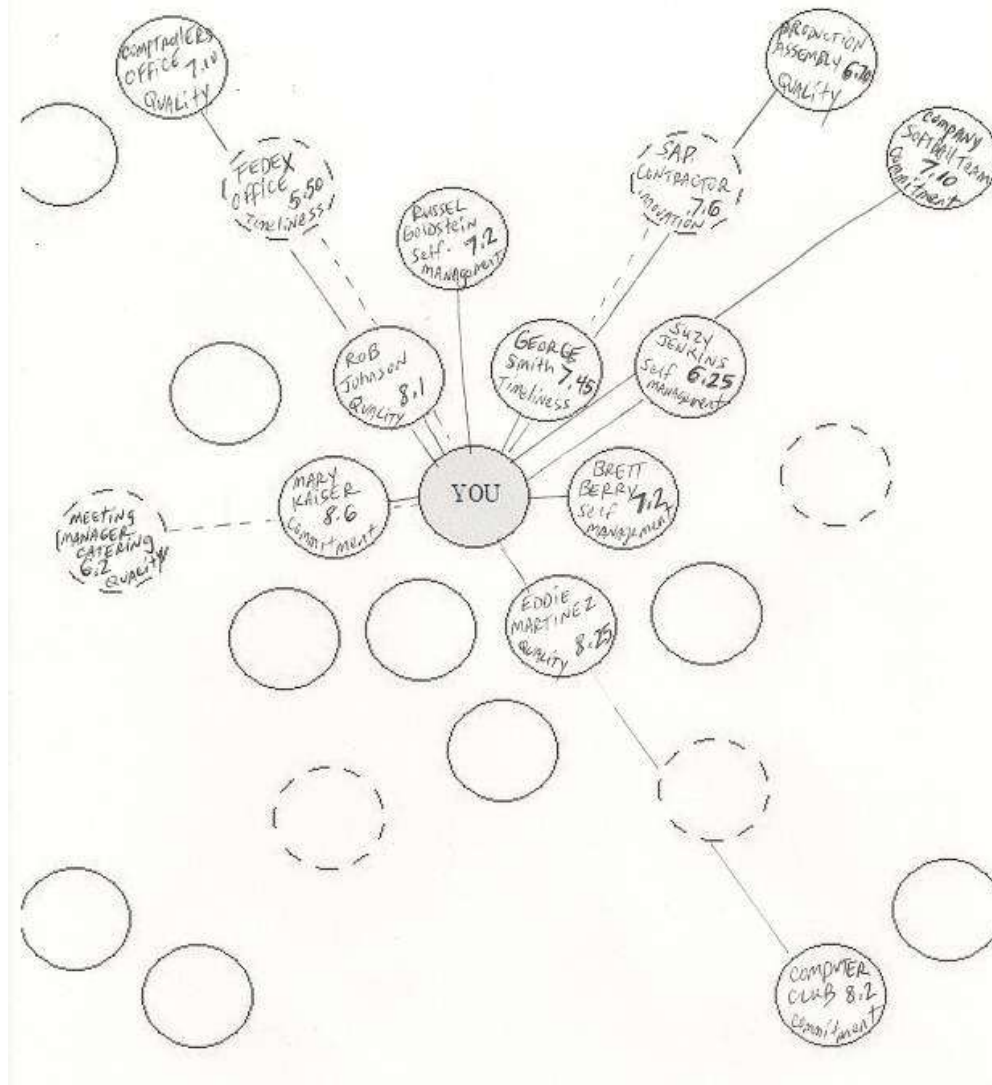 COMPTROLLERS
OFFICE 7.10
QUALITY
PRODUCTION
ASSEMBLY 6.70
QUALITY
COMPANY
SOFTBALL TEAM
7.10
COMMITMENT
FEDEX
OFFICE 5.50
TIMELINESS
SAP
CONTRACTOR
7.6
RUSSEL
GOLDSTEIN
Self- 7.2
MANAGEMENT
ROB
JOHNSON
QUALITY 8.1
GEORGE
Smith 7.45
Timeliness
SUZY
JENKINS
Self 6.25
MANAGEMENT
MARY
KAISER
8.6
Commitment
YOU
BRETT
BERRY 7.2
Self
MANAGEMENT
MEETING
MANAGER
CATERING
6.2
QUALITY
EDDIE
MARTINEZ
QUALITY 8.25
COMPUTER
CLUB 8.2
Commitment